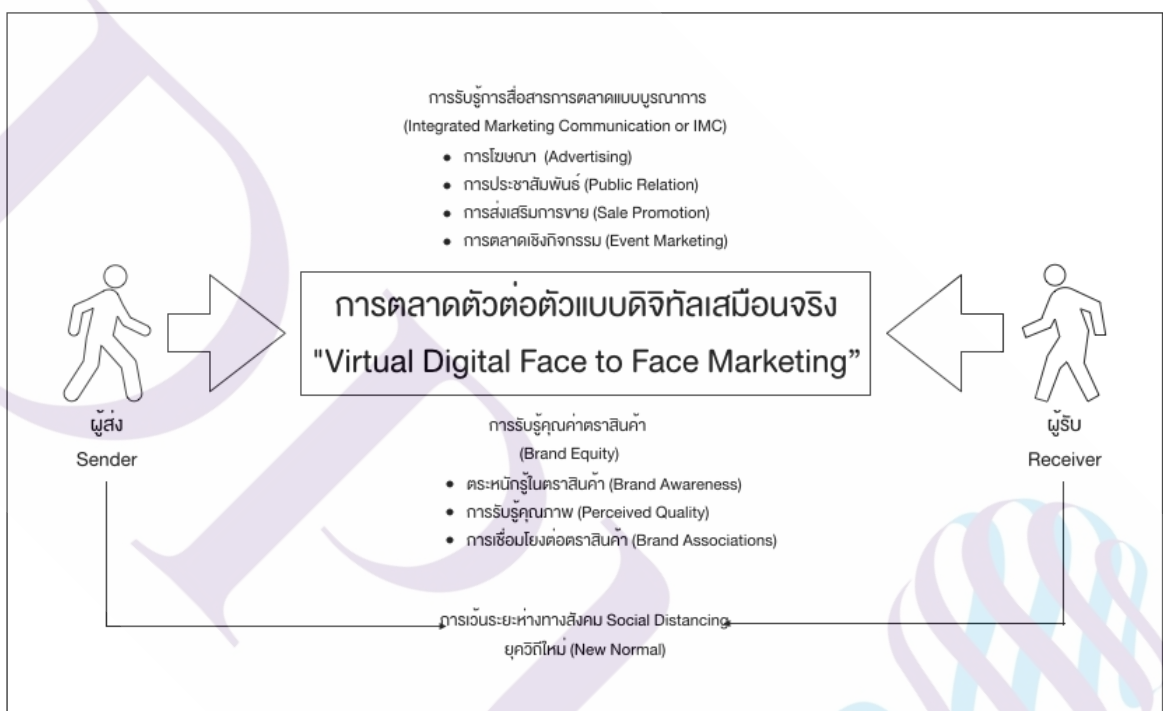 การรับรู้การสื่อสารการตลาดแบบบูรณาการ
(Integrated Marketing Communication or IMC)
• การโฆษณา (Advertising)
• การประชาสัมพันธ์ (Public Relation)
• การส่งเสริมการขาย (Sale Promotion)
• การตลาดเชิงกิจกรรม (Event Marketing)
การตลาดตัวต่อตัวแบบดิจิทัลเสมือนจริง
"Virtual Digital Face to Face Marketing”
ผู้ส่ง
Sender
ผู้รับ
Receiver
การรับรู้คุณค่าตราสินค้า
(Brand Equity)
• ตระหนักรู้ในตราสินค้า (Brand Awareness)
• การรับรู้คุณภาพ (Perceived Quality)
• การเชื่อมโยงต่อตราสินค้า (Brand Associations)
การเว้นระยะห่างทางสังคม Social Distancing
ยุควิถีใหม่ (New Normal)